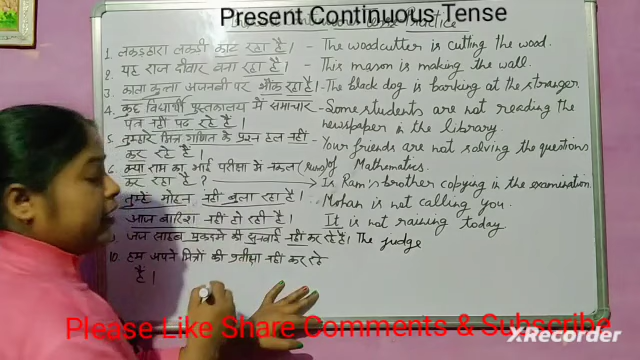 Present Continuous Tense
Practice
1. लकड़हारा लकड़ी काट रहा है। - The woodcutter is cutting the wood.
2. यह राज दीवार बना रहा है। - This mason is making the wall.
3. काला कुत्ता अजनबी पर भौंक रहा है। - The black dog is barking at the stranger.
4. कुछ विद्यार्थी पुस्तकालय में समाचार - Some students are not reading the
पत्र नहीं पढ़ रहे हैं। newspaper in the library.
5. तुम्हारे मित्र गणित के प्रश्न हल नहीं - Your friends are not solving the questions
कर रहे हैं। of Mathematics.
6. क्या राम का भाई परीक्षा में नकल
कर रहा है? Is Ram's brother copying in the examination.
तुम्हें मोहन नहीं बुला रहा है। Mohan is not calling you.
आज बारिश नहीं हो रही है। It is not raining today
जज साहब मुकदमे की सुनवाई नहीं कर रहे हैं। The judge
10. हम अपने मित्रों की प्रतीक्षा नहीं कर रहे
हैं।
Please Like Share Comments & Subscribe
XRecorder